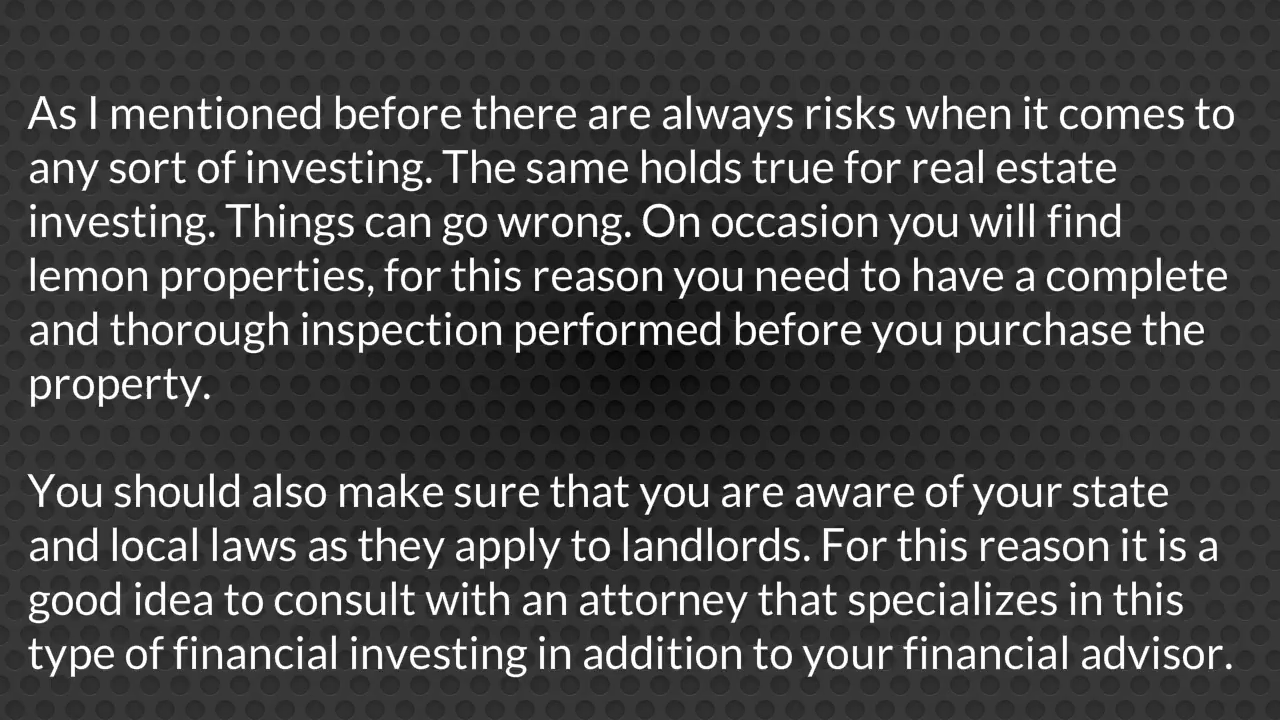 As I mentioned before there are always risks when it comes to
any sort of investing. The same holds true for real estate
investing. Things can go wrong. On occasion you will find
lemon properties, for this reason you need to have a complete
and thorough inspection performed before you purchase the
property.
You should also make sure that you are aware of your state
and local laws as they apply to landlords. For this reason it is a
good idea to consult with an attorney that specializes in this
type of financial investing in addition to your financial advisor.